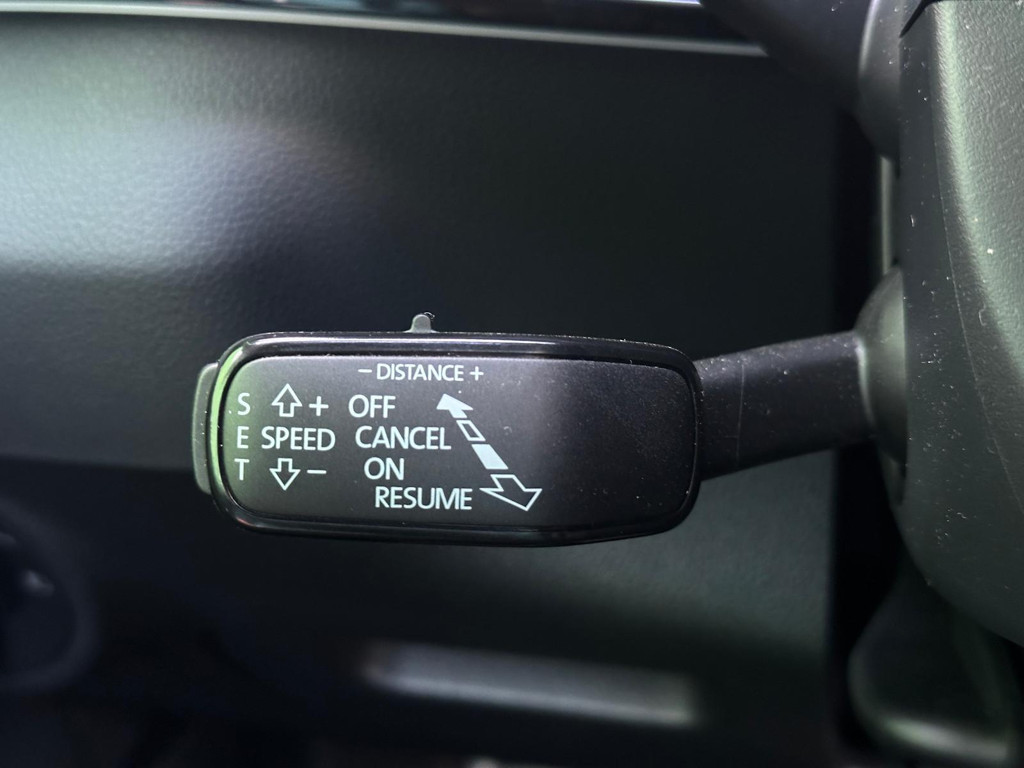 − DISTANCE +
S + OFF
E SPEED CANCEL
T − ON
RESUME